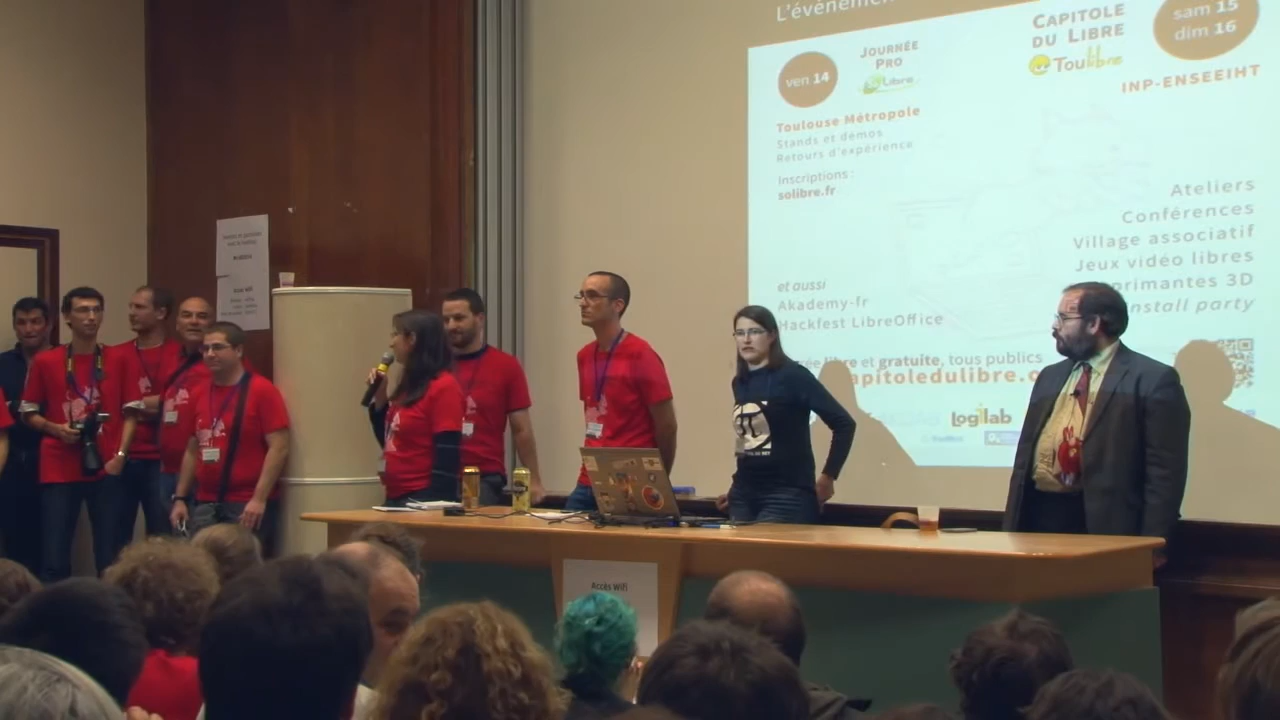 L'événement
ven 14
JOURNÉE
PRO
Libre
CAPITOLE
DU LIBRE
Toulibre
sam 15
dim 16
INP-ENSEEIHT
Toulouse Métropole
Stands et démos
Retours d'expérience
Inscriptions :
solibre.fr
Ateliers
Conférences
Village associatif
Jeux vidéo libres
primantes 3D
nstall party
et aussi
Akademy-fr
Hackfest LibreOffice
libre et gratuite, tous publics
apitoledulibre.o
logilab
π
Accès Wifi